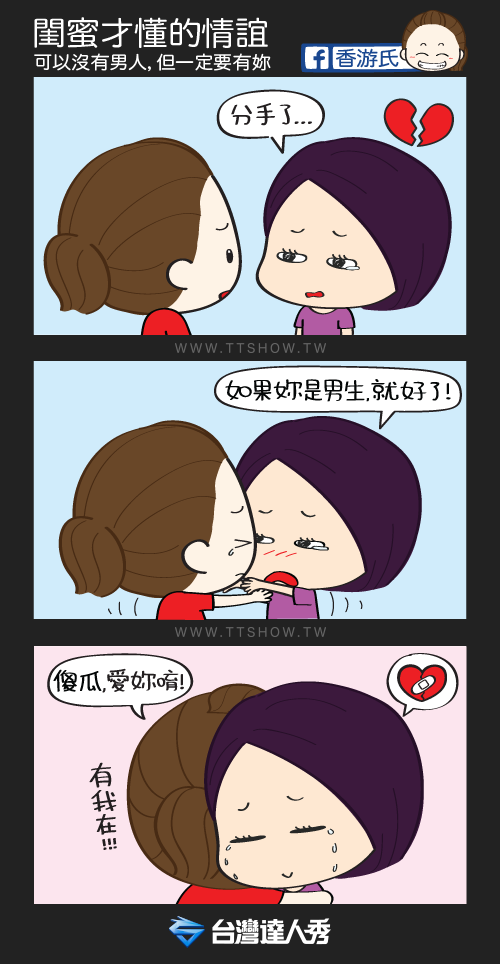 閨蜜才懂的情誼
可以沒有男人, 但一定要有妳
f 香游氏
分手了...
WWW.TTSHOW.TW
如果妳是男生,就好了!
WWW.TTSHOW.TW
傻瓜,愛妳唷!
有我在!!!
台灣達人秀